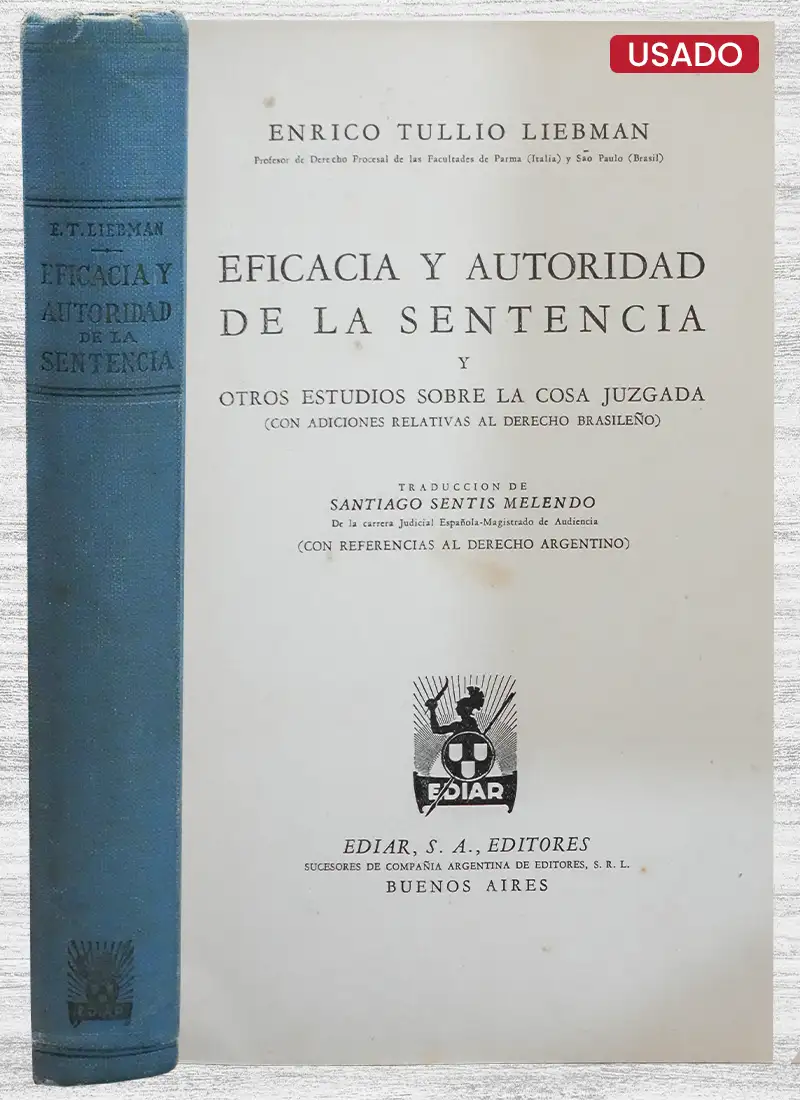 USADO
E. T. LIEBMAN
EFICACIA Y
AUTORIDAD
DE LA
SENTENCIA
EDIAR
ENRICO TULLIO LIEBMAN
Profesor de Derecho Procesal de las Facultades de Parma (Italia) y São Paulo (Brasil)
EFICACIA Y AUTORIDAD
DE LA SENTENCIA
Y
OTROS ESTUDIOS SOBRE LA COSA JUZGADA
(CON ADICIONES RELATIVAS AL DERECHO BRASILEÑO)
TRADUCCION DE
SANTIAGO SENTIS MELENDO
De la carrera Judicial Española-Magistrado de Audiencia
(CON REFERENCIAS AL DERECHO ARGENTINO)
EDIAR
EDIAR, S. A., EDITORES
SUCESORES DE COMPAÑIA ARGENTINA DE EDITORES, S. R. L.
BUENOS AIRES